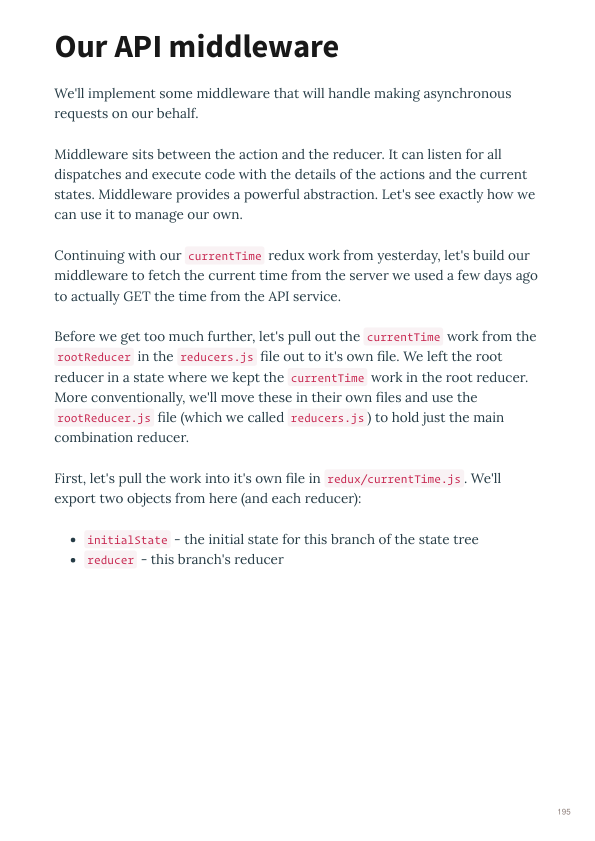 Our API middleware
We'll implement some middleware that will handle making asynchronous
requests on our behalf.
Middleware sits between the action and the reducer. It can listen for all
dispatches and execute code with the details of the actions and the current
states. Middleware provides a powerful abstraction. Let's see exactly how we
can use it to manage our own.
Continuing with our currentTime redux work from yesterday, let's build our
middleware to fetch the current time from the server we used a few days ago
to actually GET the time from the API service.
Before we get too much further, let's pull out the currentTime work from the
rootReducer in the reducers.js file out to it's own file. We left the root
reducer in a state where we kept the currentTime work in the root reducer.
More conventionally, we'll move these in their own files and use the
rootReducer.js file (which we called reducers.js) to hold just the main
combination reducer.
First, let's pull the work into it's own file in redux/currentTime.js. We'll
export two objects from here (and each reducer):
• initialState - the initial state for this branch of the state tree
• reducer - this branch's reducer
195